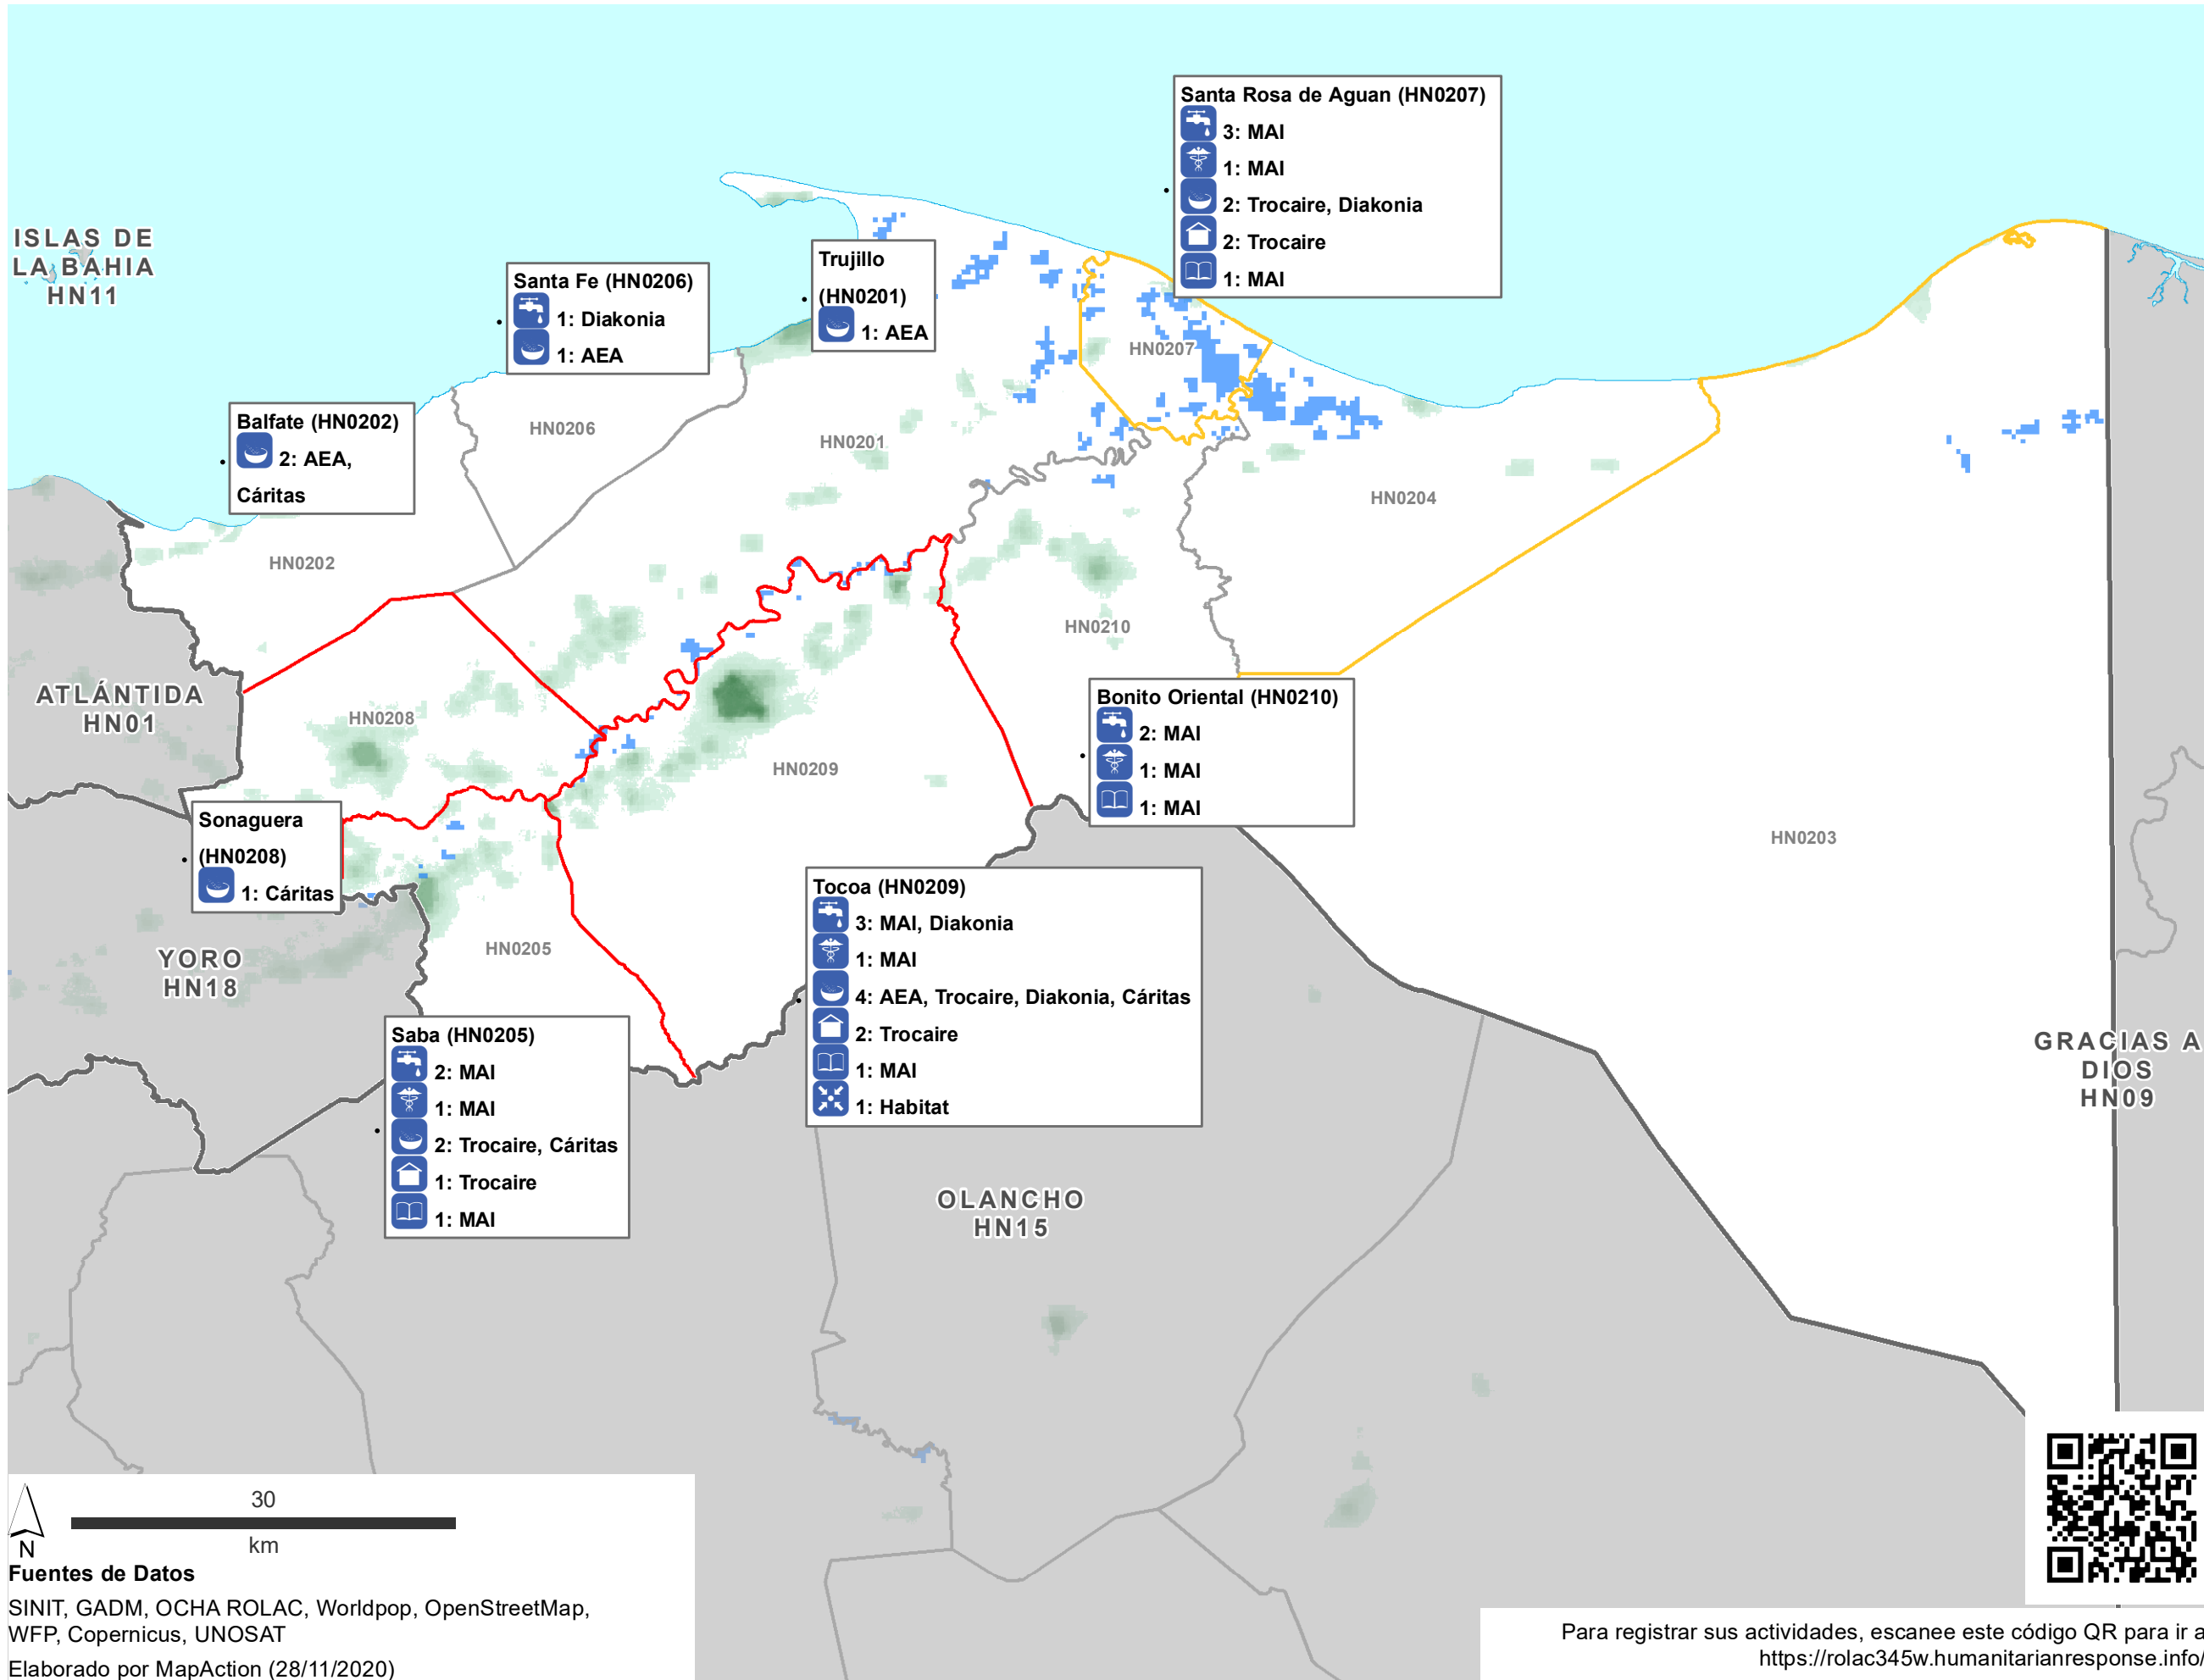 Santa Rosa de Aguan (HN0207)
3: MAI
1: MAI
2: Trocaire, Diakonia
2: Trocaire
1: MAI
ISLAS DE
LA BAHIA
HN11
Santa Fe (HN0206)
1: Diakonia
1: AEA
Trujillo
(HN0201)
1: AEA
HN0207
Balfate (HN0202)
2: AEA,
Cáritas
HN0206
HN0201
HN0204
HN0202
HN0210
ATLÁNTIDA
HN01
HN0208
HN0209
Bonito Oriental (HN0210)
2: MAI
1: MAI
1: MAI
HN0203
Sonaguera
(HN0208)
1: Cáritas
Tocoa (HN0209)
3: MAI, Diakonia
1: MAI
4: AEA, Trocaire, Diakonia, Cáritas
2: Trocaire
1: MAI
1: Habitat
YORO
HN18
HN0205
Saba (HN0205)
2: MAI
1: MAI
2: Trocaire, Cáritas
1: Trocaire
1: MAI
GRACIAS A
DIOS
HN09
OLANCHO
HN15
30
km
N
Fuentes de Datos
SINIT, GADM, OCHA ROLAC, Worldpop, OpenStreetMap,
WFP, Copernicus, UNOSAT
Elaborado por MapAction (28/11/2020)
Para registrar sus actividades, escanee este código QR para ir a
https://rolac345w.humanitarianresponse.info/